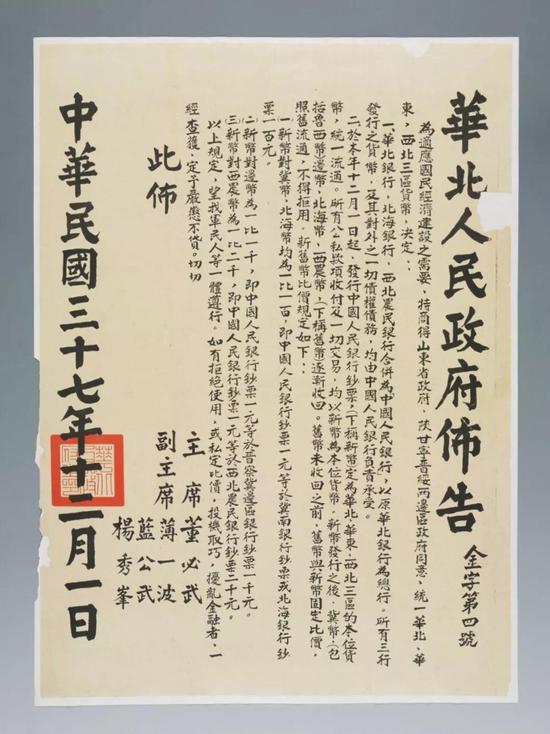 華北人民政府佈告
金字第四號
為適應國民經濟建設之需要,特商得山東省政府、陝甘寧晉綏兩邊區政府同意,統一華北、華
東,西北三區貨幣,決定:
一、華北銀行,北海銀行,西北農民銀行合併為中國人民銀行,以原華北銀行為總行。所有三行
發行之貨幣,及其對外之一切債權債務,均由中國人民銀行負責承受。
二、於本年十二月一日起,發行中國人民銀行鈔票,(下稱新幣)定為華北、華東、西北三區的本位貨
幣,統一流通。所有公私款項收付及一切交易,均以新幣為本位貨幣。新幣發行之後,冀幣(包
括魯西幣)邊幣、北海幣、西農幣(下稱舊幣)逐漸收回。舊幣未收回之前,舊幣與新幣固定比價,
照舊流通,不得拒用。新舊幣比價規定如下:
(一)新幣對冀幣、北海幣均為一比一百,即中國人民銀行鈔票一元等於冀南銀行鈔票或北海銀行鈔
票一百元。
(二)新幣對邊幣為一比一千,即中國人民銀行鈔票一元等於晉察冀邊區銀行鈔票一千元。
(三)新幣對西農幣為一比二千,即中國人民銀行鈔票一元等於西北農民銀行鈔票二千元。
以上規定,望我軍民人等一體遵行。如有拒絕使用,或私定比價,投機取巧,擾亂金融者,一
經查獲,定予嚴懲不貸。切切
此佈
主席 董必武
副主席 薄一波
藍公武
楊秀峯
中華民國三十七年十二月一日